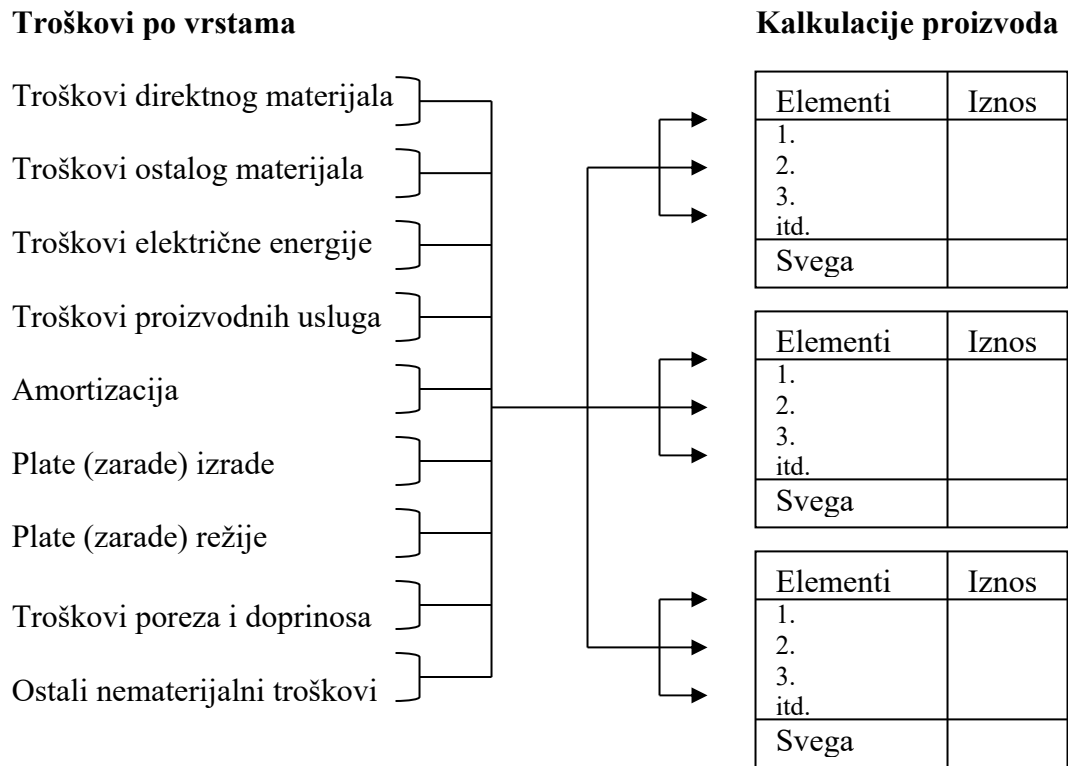 Troškovi po vrstama
Troškovi direktnog materijala
Troškovi ostalog materijala
Troškovi električne energije
Troškovi proizvodnih usluga
Amortizacija
Plate (zarade) izrade
Plate (zarade) režije
Troškovi poreza i doprinosa
Ostali nematerijalni troškovi
Kalkulacije proizvoda
Elementi Iznos
1.
2.
3.
itd.
Svega
Elementi Iznos
1.
2.
3.
itd.
Svega
Elementi Iznos
1.
2.
3.
itd.
Svega